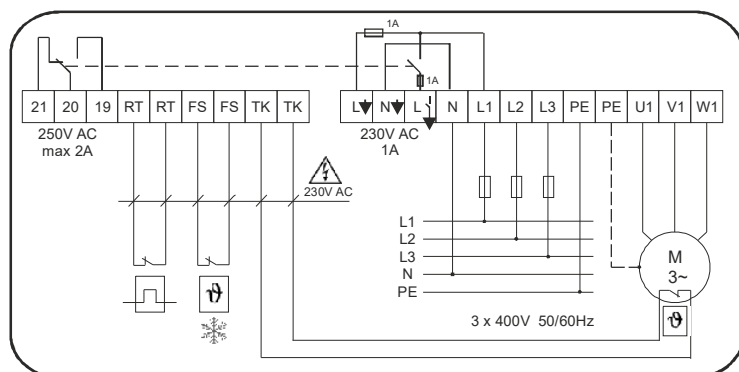 1A
1A
21 20 19 RT RT FS FS TK TK
L N L N L1 L2 L3 PE PE U1 V1 W1
250V AC
max 2A
230V AC
1A
230V AC
L1
L2
L3
N
PE
M
3~
ϑ
ϑ
3 x 400V 50/60Hz